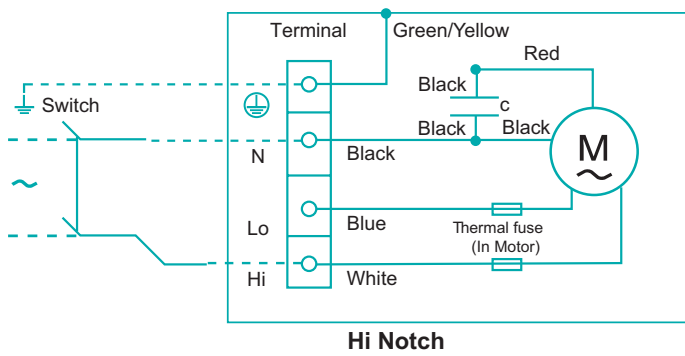 Terminal
Green/Yellow
Red
Black
Switch
c
Black
Black
N
Black
M
Lo
Blue
Thermal fuse
(In Motor)
Hi
White
Hi Notch